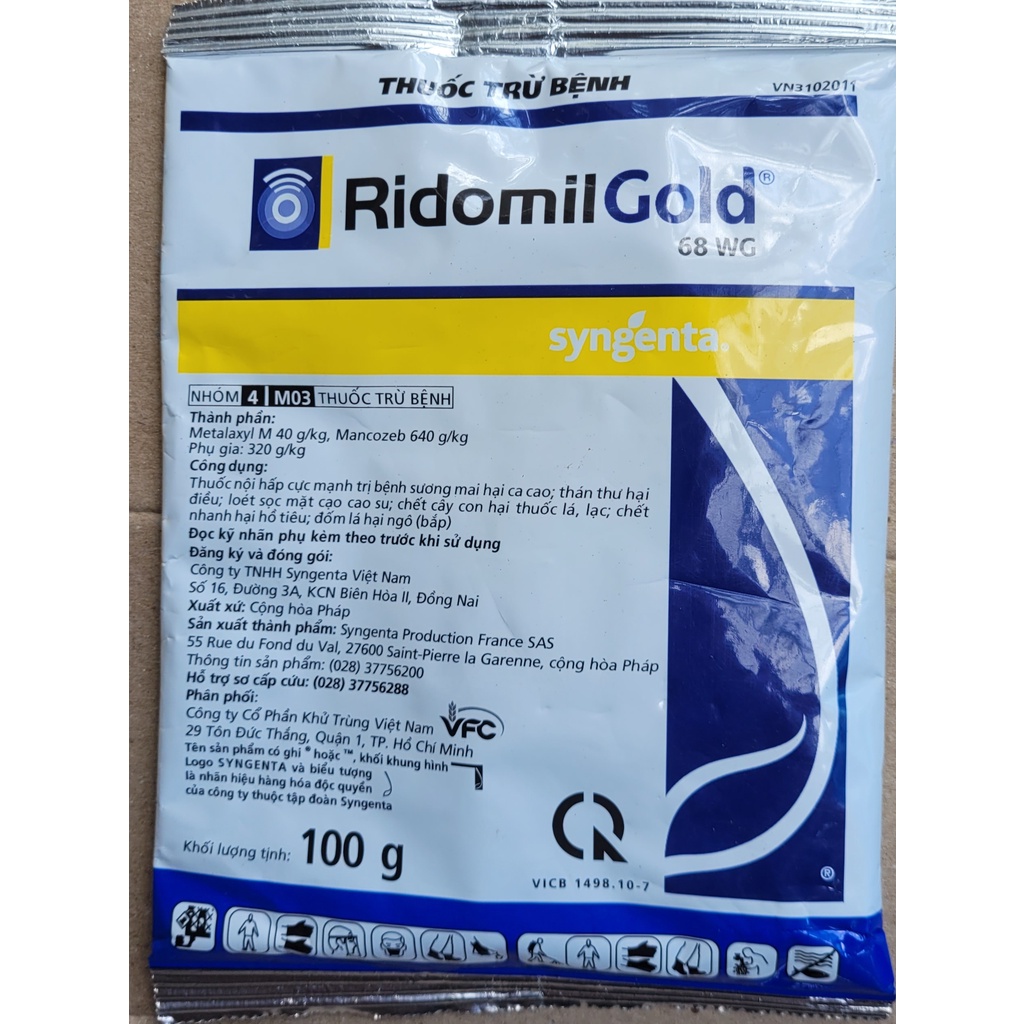 THUỐC TRỪ BỆNH
VN3102011
RidomilGold®
68 WG
syngenta.
NHÓM 4 M03 THUỐC TRỪ BỆNH
Thành phần:
Metalaxyl M 40 g/kg, Mancozeb 640 g/kg
Phụ gia: 320 g/kg
Công dụng:
Thuốc nội hấp cực mạnh trị bệnh sương mai hại ca cao; thán thư hại
điều; loét sọc mặt cạo cao su; chết cây con hại thuốc lá, lạc; chết
nhanh hại hồ tiêu; đốm lá hại ngô (bắp)
Đọc kỹ nhãn phụ kèm theo trước khi sử dụng
Đăng ký và đóng gói:
Công ty TNHH Syngenta Việt Nam
Số 16, Đường 3A, KCN Biên Hòa II, Đồng Nai
Xuất xứ: Cộng hòa Pháp
Sản xuất thành phẩm: Syngenta Production France SAS
55 Rue du Fond du Val, 27600 Saint-Pierre la Garenne, cộng hòa Pháp
Thông tin sản phẩm: (028) 37756200
Hỗ trợ sơ cấp cứu: (028) 37756288
Phân phối:
Công ty Cổ Phần Khử Trùng Việt Nam VFC
29 Tôn Đức Thắng, Quận 1, TP. Hồ Chí Minh
Tên sản phẩm có ghi ® hoặc ™, khối khung hình
Logo SYNGENTA và biểu tượng
là nhãn hiệu hàng hóa độc quyền
của công ty thuộc tập đoàn Syngenta
Khối lượng tịnh: 100 g
CR
VICB 1498.10-7
®